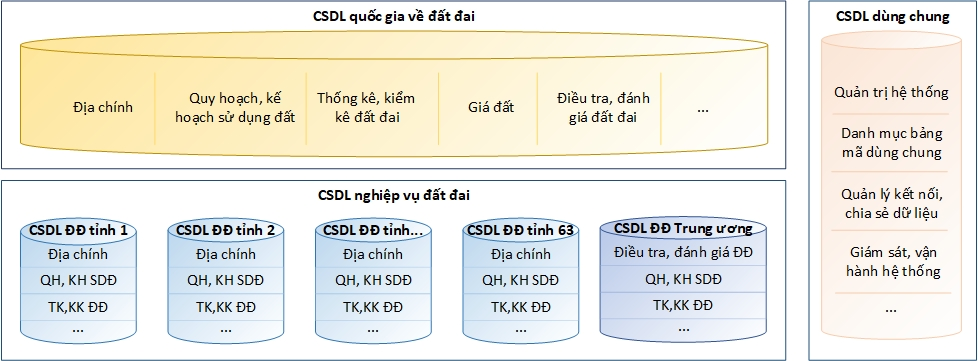 CSDL quốc gia về đất đai
Địa chính
Quy hoạch, kế
hoạch sử dụng đất
Thống kê, kiểm
kê đất đai
Giá đất
Điều tra, đánh
giá đất đai
...
CSDL nghiệp vụ đất đai
CSDL ĐĐ tỉnh 1
Địa chính
QH, KH SDĐ
TK,KK ĐĐ
...
CSDL ĐĐ tỉnh 2
Địa chính
QH, KH SDĐ
TK,KK ĐĐ
...
CSDL ĐĐ tỉnh...
Địa chính
QH, KH SDĐ
TK,KK ĐĐ
...
CSDL ĐĐ tỉnh 63
Địa chính
QH, KH SDĐ
TK,KK ĐĐ
...
CSDL ĐĐ Trung ương
Điều tra, đánh giá ĐĐ
QH, KH SDĐ
TK,KK ĐĐ
...
CSDL dùng chung
Quản trị hệ thống
Danh mục bảng
mã dùng chung
Quản lý kết nối,
chia sẻ dữ liệu
Giám sát, vận
hành hệ thống
...